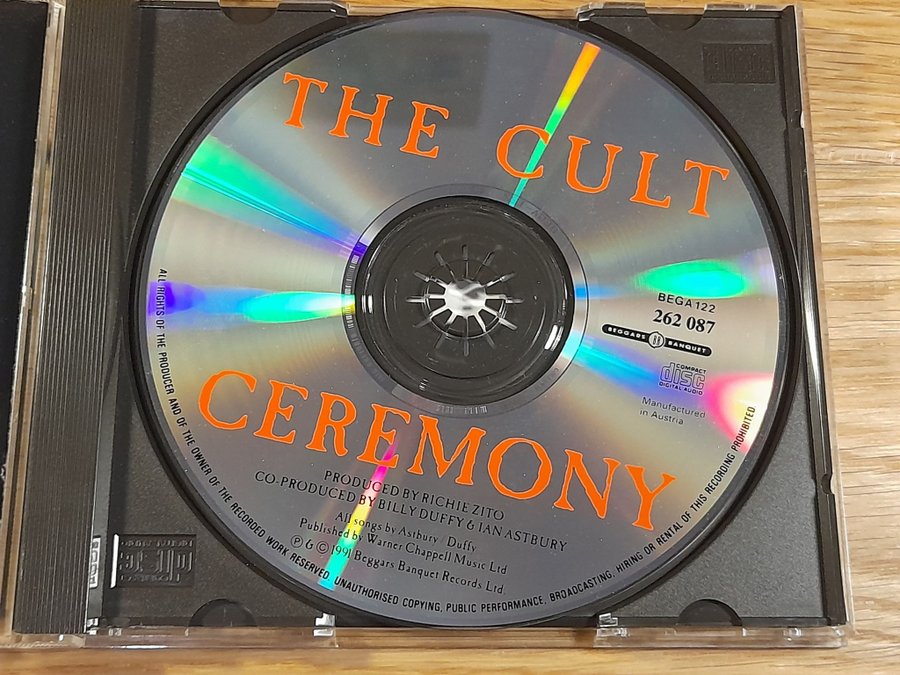 THE CULT
BEGA122
262 087
BEGGARS BANQUET
COMPACT
disc
DIGITAL AUDIO
Manufactured
in Austria
CEREMONY
PRODUCED BY RICHIE ZITO
CO-PRODUCED BY BILLY DUFFY & IAN ASTBURY
All songs by Astbury / Duffy
Published by Warner Chappell Music Ltd
℗ & © 1991 Beggars Banquet Records Ltd.
ALL RIGHTS OF THE PRODUCER AND OF THE OWNER OF THE RECORDED WORK RESERVED. UNAUTHORISED COPYING, PUBLIC PERFORMANCE, BROADCASTING, HIRING OR RENTAL OF THIS RECORDING PROHIBITED.